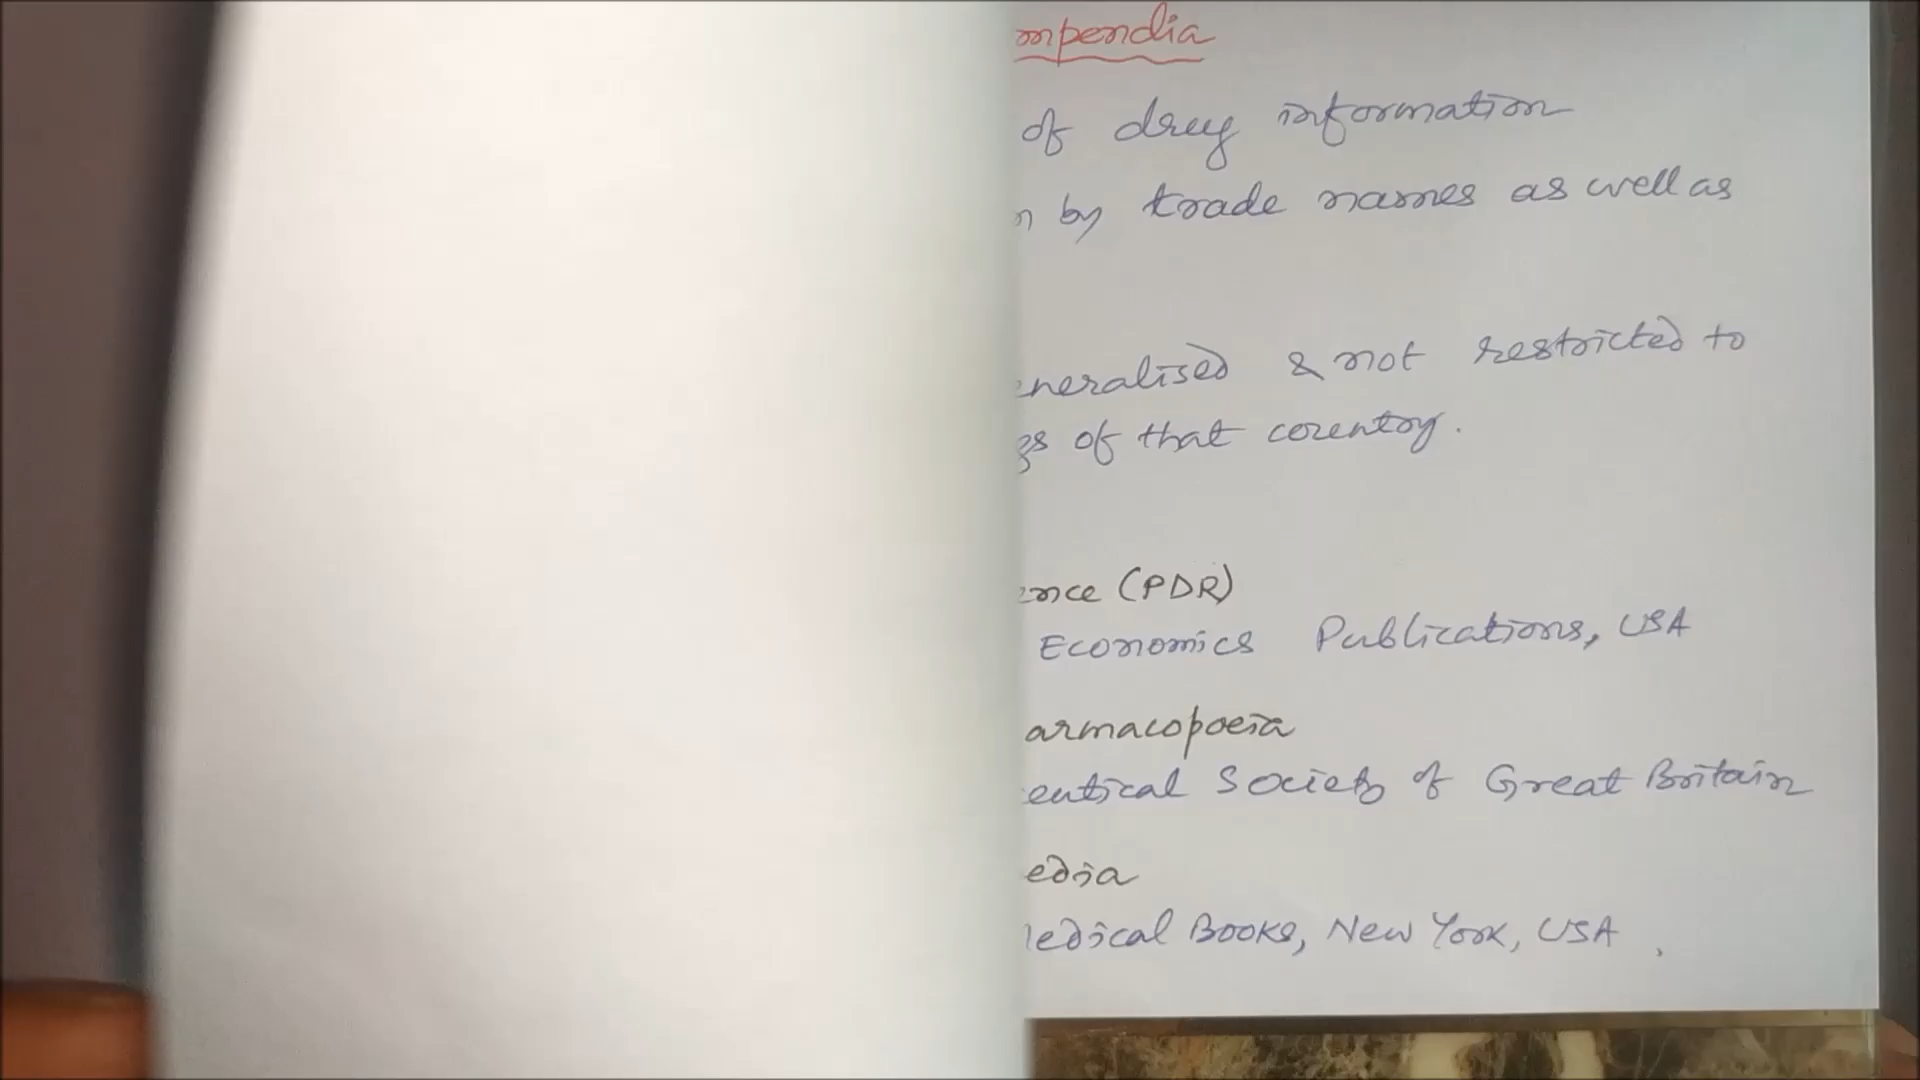 mpendia
of drug information
n by trade names as well as
neralised & not restricted to
gs of that country.
ence (PDR)
Economics Publications, USA
armacopoeia
eutical Society of Great Britain
edia
edical Books, New York, USA